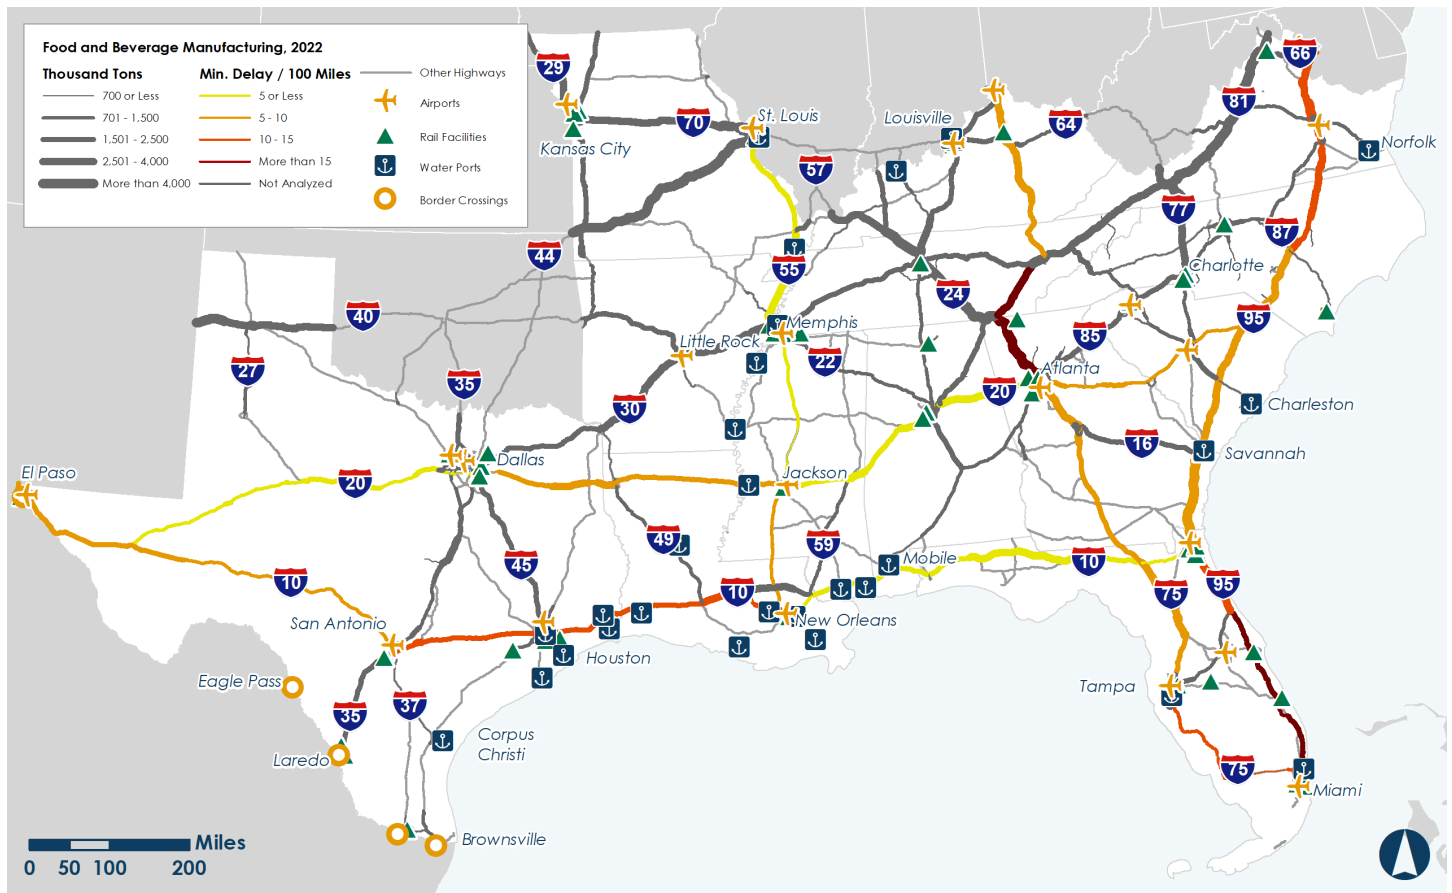 Food and Beverage Manufacturing, 2022
Thousand Tons
700 or Less
701 - 1,500
1,501 - 2,500
2,501 - 4,000
More than 4,000
Min. Delay / 100 Miles
5 or Less
5 - 10
10 - 15
More than 15
Not Analyzed
Other Highways
Airports
Rail Facilities
Water Ports
Border Crossings
29
66
81
70
St. Louis
Louisville
64
Kansas City
Norfolk
57
77
87
44
55
Charlotte
24
40
95
Memphis
Little Rock
85
22
27
Atlanta
35
20
30
Charleston
16
Savannah
Dallas
El Paso
Jackson
20
49
59
45
Mobile
10
10
10
75
95
San Antonio
New Orleans
Houston
Eagle Pass
Tampa
37
35
Corpus
Christi
Laredo
75
Miami
Brownsville
Miles
0 50 100 200